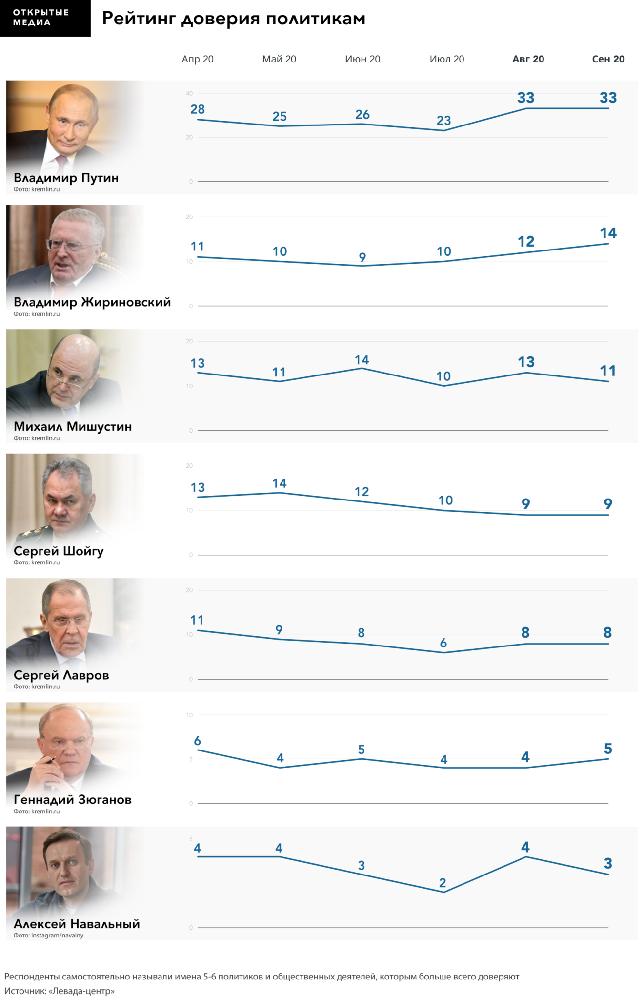 ОТКРЫТЫЕ
МЕДИА
Рейтинг доверия политикам
Апр 20 Май 20 Июн 20 Июл 20 Авг 20 Сен 20
40
20
0
28 25 26 23 33 33
Владимир Путин
Фото: kremlin.ru
20
10
0
11 10 9 10 12 14
Владимир Жириновский
Фото: kremlin.ru
20
10
0
13 11 14 10 13 11
Михаил Мишустин
Фото: kremlin.ru
20
10
0
13 14 12 10 9 9
Сергей Шойгу
Фото: kremlin.ru
20
10
0
11 9 8 6 8 8
Сергей Лавров
Фото: kremlin.ru
10
5
0
6 4 5 4 4 5
Геннадий Зюганов
Фото: kremlin.ru
5
0
4 4 3 2 4 3
Алексей Навальный
Фото: instagram/navalny
Респонденты самостоятельно называли имена 5-6 политиков и общественных деятелей, которым больше всего доверяют
Источник: «Левада-центр»